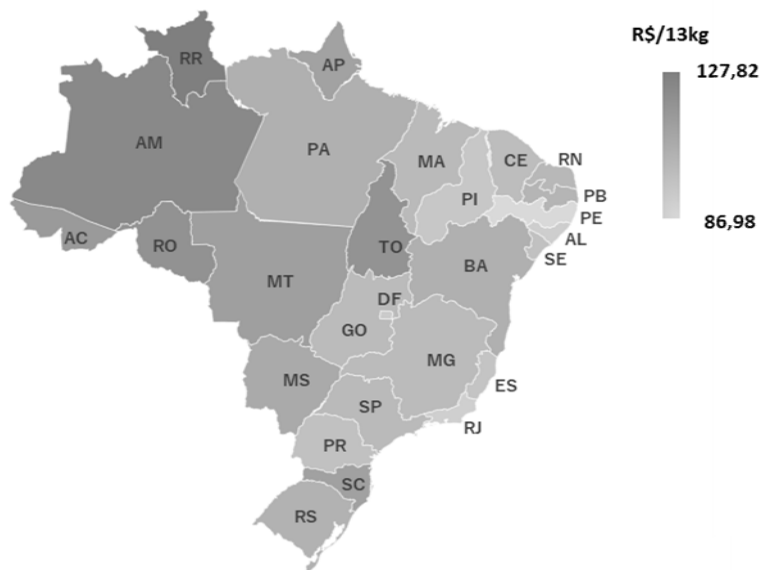 R$/13kg
127,82
86,98
RR
AP
AM
PA
MA
CE
RN
PI
PB
PE
AL
SE
AC
RO
TO
BA
MT
DF
GO
MG
MS
ES
SP
RJ
PR
SC
RS